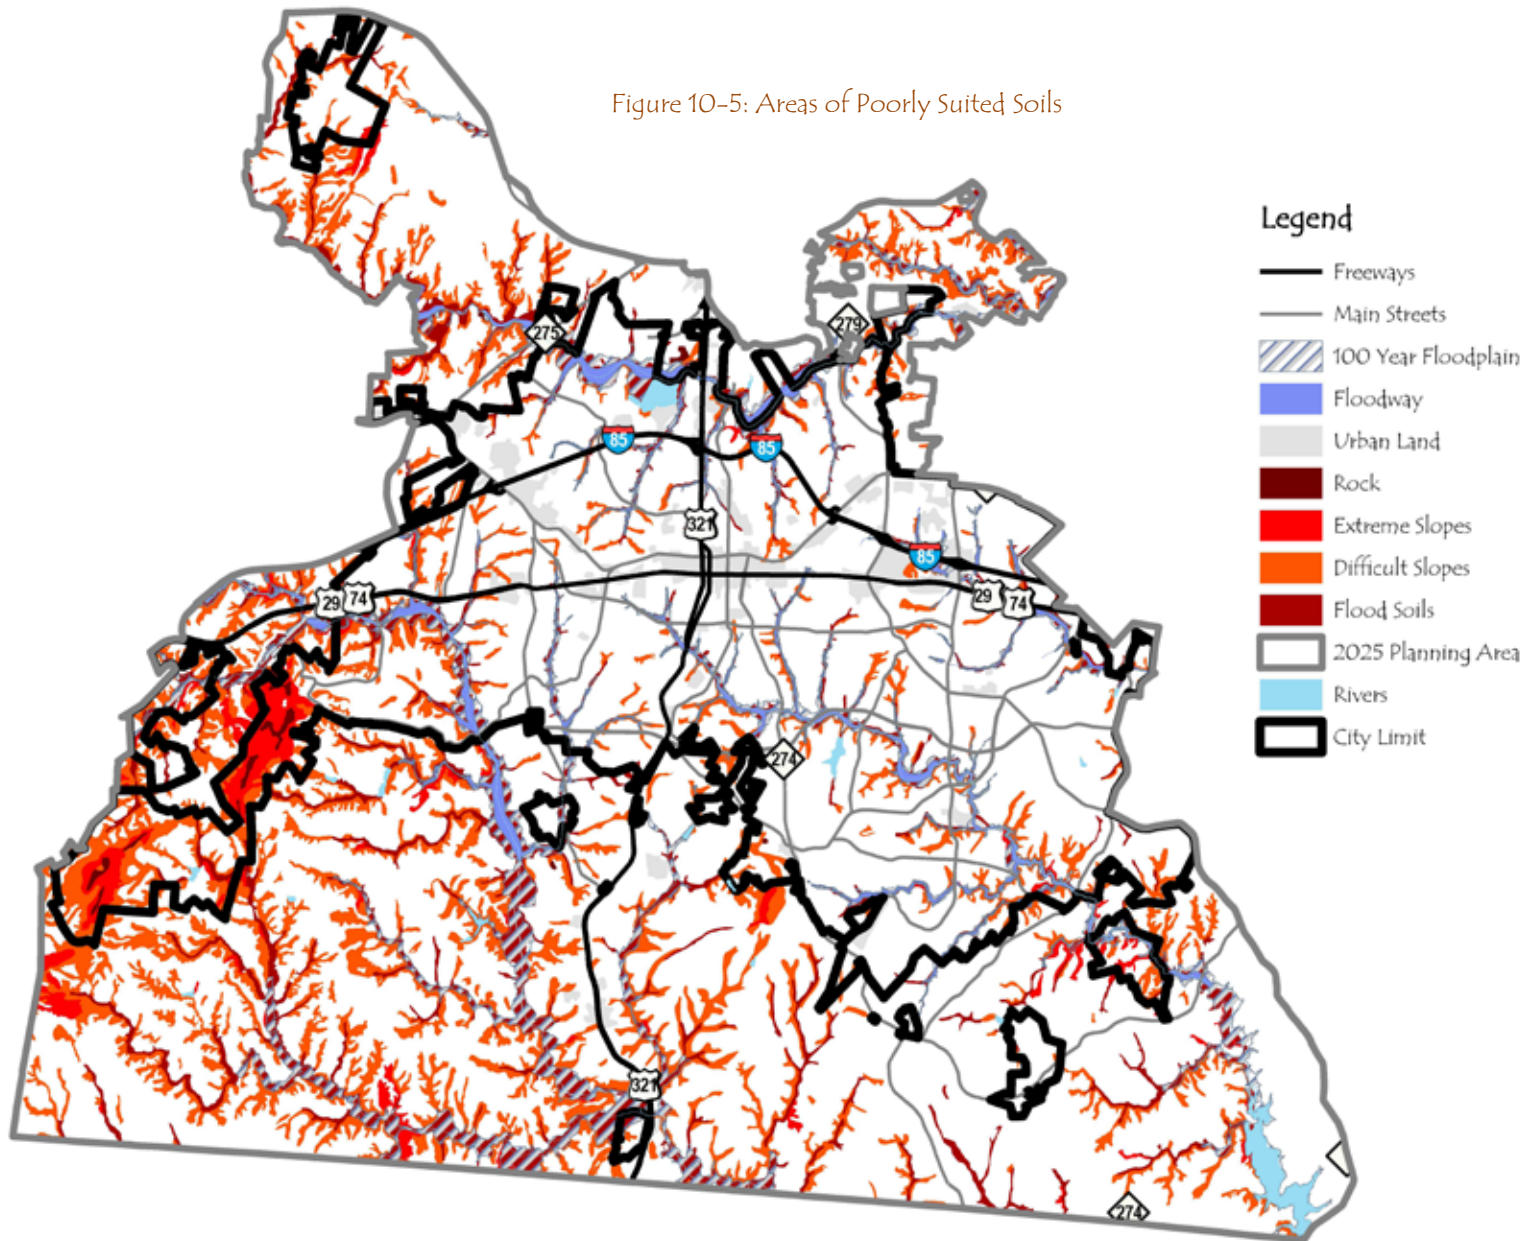 Figure 10-5: Areas of Poorly Suited Soils
Legend
Freeways
Main Streets
100 Year Floodplain
Floodway
Urban Land
Rock
Extreme Slopes
Difficult Slopes
Flood Soils
2025 Planning Area
Rivers
City Limit
275
279
85
85
321
85
29 74
29 74
274
321
274